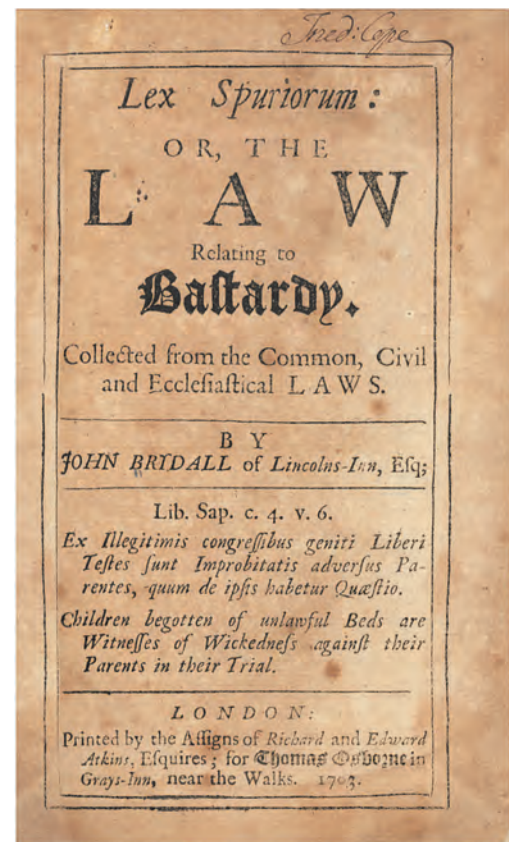 Fred: Cope
Lex Spuriorum:
OR, THE
LAW
Relating to
Baſtardy.
Collected from the Common, Civil
and Eccleſiaſtical LAWS.
BY
JOHN BRYDALL of Lincolns-Inn, Eſq;
Lib. Sap. c. 4. v. 6.
Ex Illegitimis congreſſibus geniti Liberi
Teſtes ſunt Improbitatis adverſus Pa-
rentes, quum de ipſis habetur Quæſtio.
Children begotten of unlawful Beds are
Witneſſes of Wickedneſs againſt their
Parents in their Trial.
LONDON:
Printed by the Aſſigns of Richard and Edward
Atkins, Eſquires; for Thomas Osborne in
Grays-Inn, near the Walks. 1703.